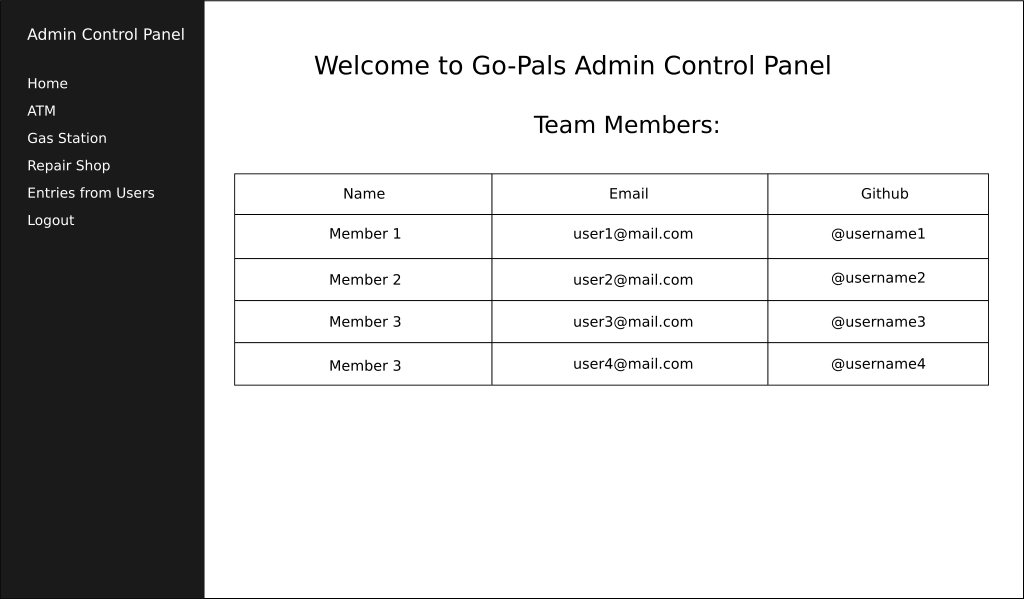 Admin Control Panel
Home
ATM
Gas Station
Repair Shop
Entries from Users
Logout
Welcome to Go-Pals Admin Control Panel
Team Members:
Name Email Github
Member 1 user1@mail.com @username1
Member 2 user2@mail.com @username2
Member 3 user3@mail.com @username3
Member 3 user4@mail.com @username4